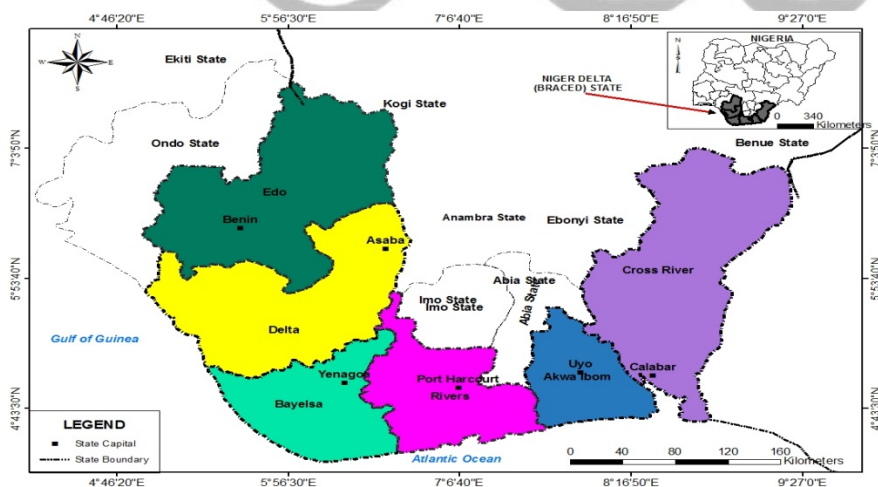 4°46'20"E
5°56'30"E
7°6'40"E
8°16'50"E
9°27'0"E
N
W
E
S
Ekiti State
Kogi State
Ondo State
NIGERIA
N
NIGER DELTA
(BRACED) STATE
0 340
Kilometers
Benue State
7°3'50"N
7°3'50"N
Edo
Benin
Anambra State
Ebonyi State
Asaba
Cross River
5°53'40"N
5°53'40"N
Abia State
Imo State
Imo State
Abia State
Gulf of Guinea
Delta
Uyo
Akwa Ibom
Calabar
Yenagoa
Port Harcourt
Rivers
Bayelsa
4°43'30"N
4°43'30"N
LEGEND
State Capital
State Boundary
Atlantic Ocean
0 20 40 80 120 160
Kilometers
4°46'20"E
5°56'30"E
7°6'40"E
8°16'50"E
9°27'0"E